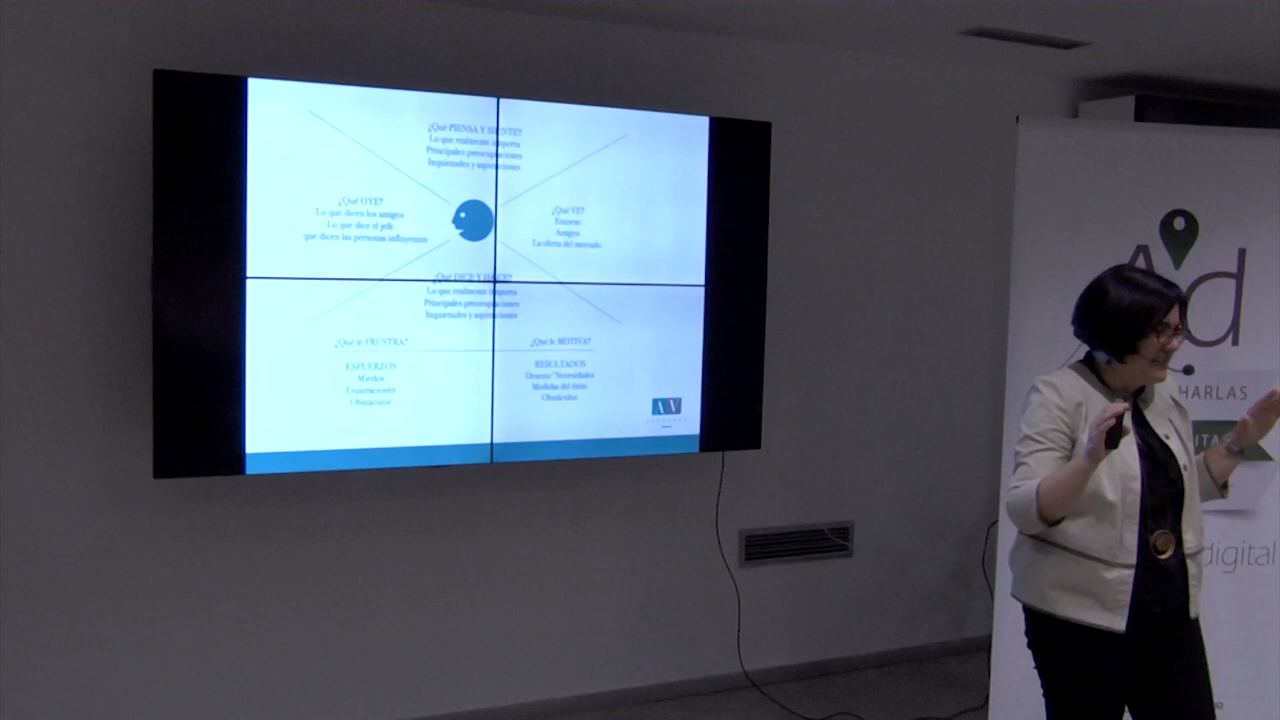 ¿Qué PIENSA Y SIENTE?
Lo que realmente importa
Principales preocupaciones
Inquietudes y aspiraciones
¿Qué OYE?
Lo que dicen los amigos
Lo que dice el jefe
que dicen las personas influyentes
¿Qué VE?
Entorno
Amigos
La oferta del mercado
¿Qué DICE Y HACE?
Lo que realmente importa
Principales preocupaciones
Inquietudes y aspiraciones
¿Qué le FRUSTRA?
ESFUERZOS
Miedos
Frustraciones
Obstáculos
¿Qué le MOTIVA?
RESULTADOS
Deseos/ Necesidades
Medidas del éxito
Obstáculos
AV
Ad
HARLAS
ITA
digital